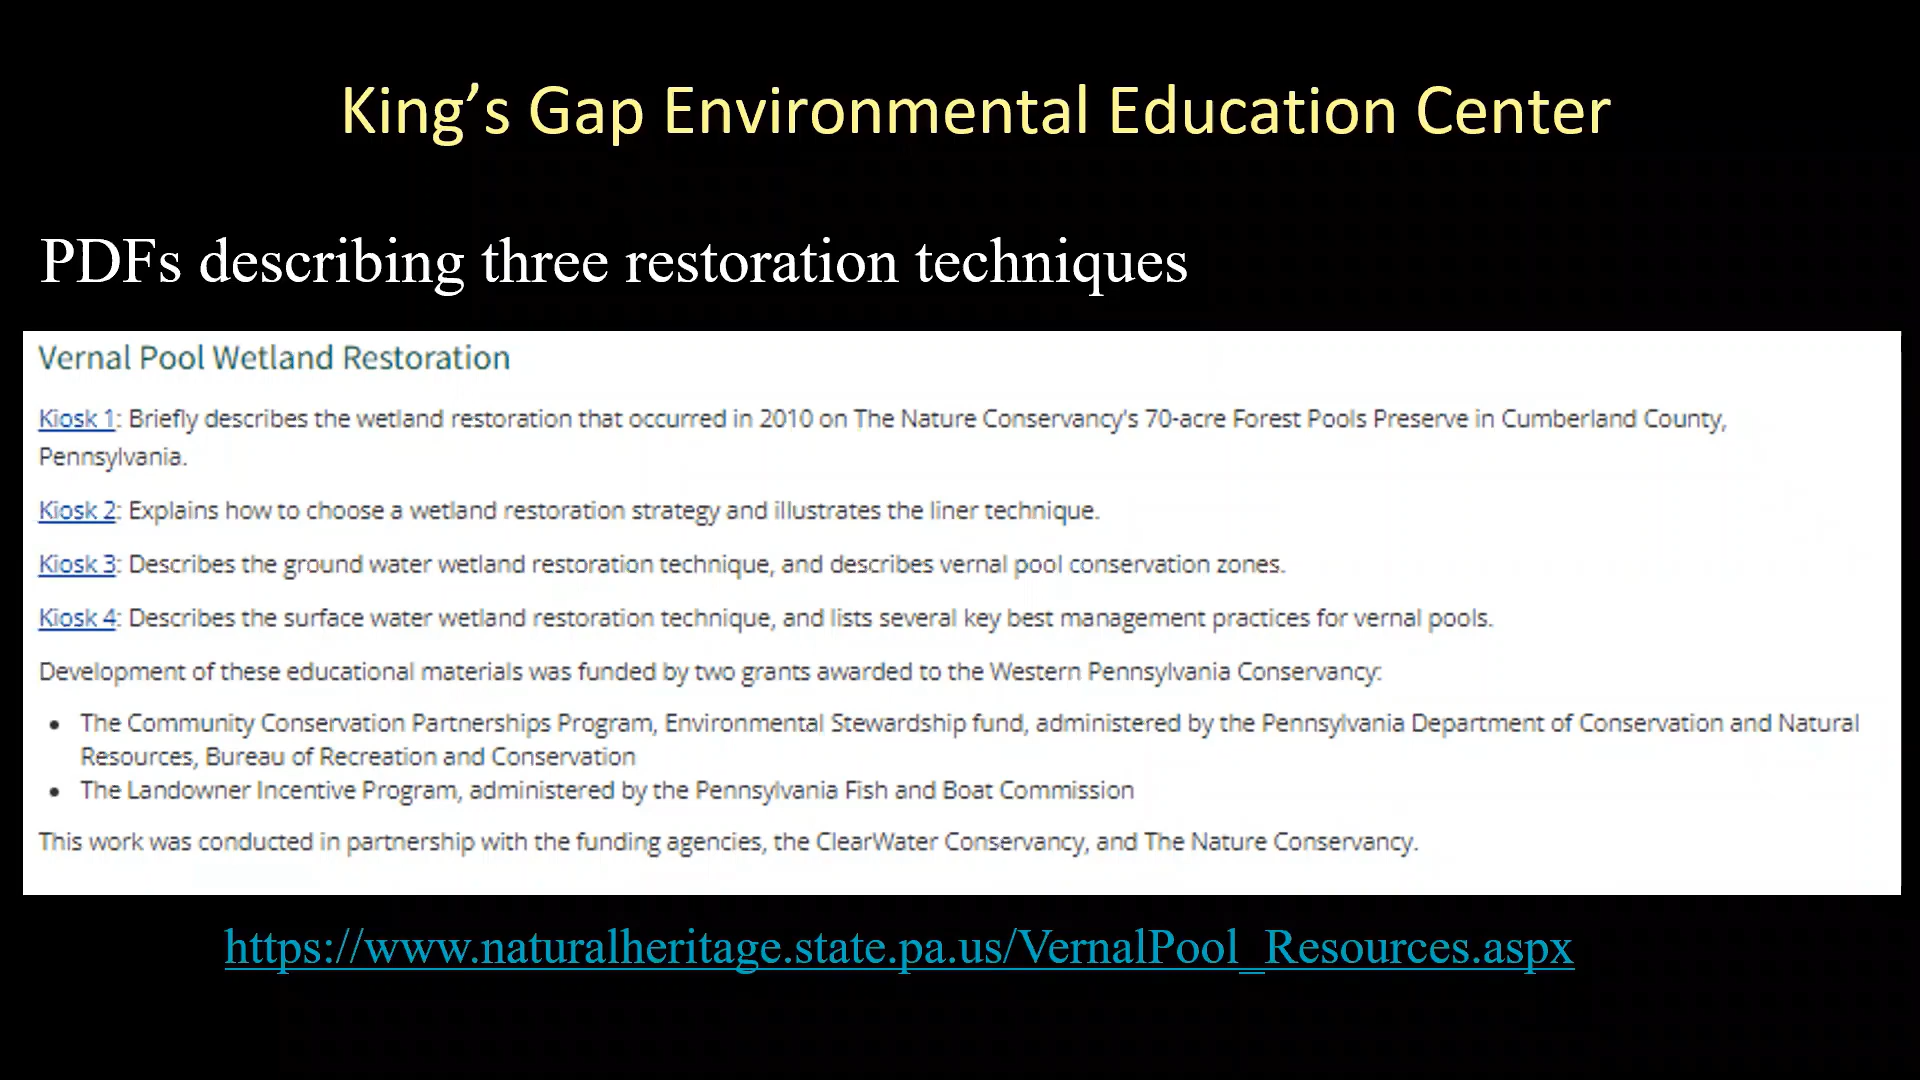 King’s Gap Environmental Education Center
PDFs describing three restoration techniques
Vernal Pool Wetland Restoration
Kiosk 1: Briefly describes the wetland restoration that occurred in 2010 on The Nature Conservancy's 70-acre Forest Pools Preserve in Cumberland County,
Pennsylvania.
Kiosk 2: Explains how to choose a wetland restoration strategy and illustrates the liner technique.
Kiosk 3: Describes the ground water wetland restoration technique, and describes vernal pool conservation zones.
Kiosk 4: Describes the surface water wetland restoration technique, and lists several key best management practices for vernal pools.
Development of these educational materials was funded by two grants awarded to the Western Pennsylvania Conservancy:
• The Community Conservation Partnerships Program, Environmental Stewardship fund, administered by the Pennsylvania Department of Conservation and Natural
Resources, Bureau of Recreation and Conservation
• The Landowner Incentive Program, administered by the Pennsylvania Fish and Boat Commission
This work was conducted in partnership with the funding agencies, the ClearWater Conservancy, and The Nature Conservancy.
https://www.naturalheritage.state.pa.us/VernalPool_Resources.aspx